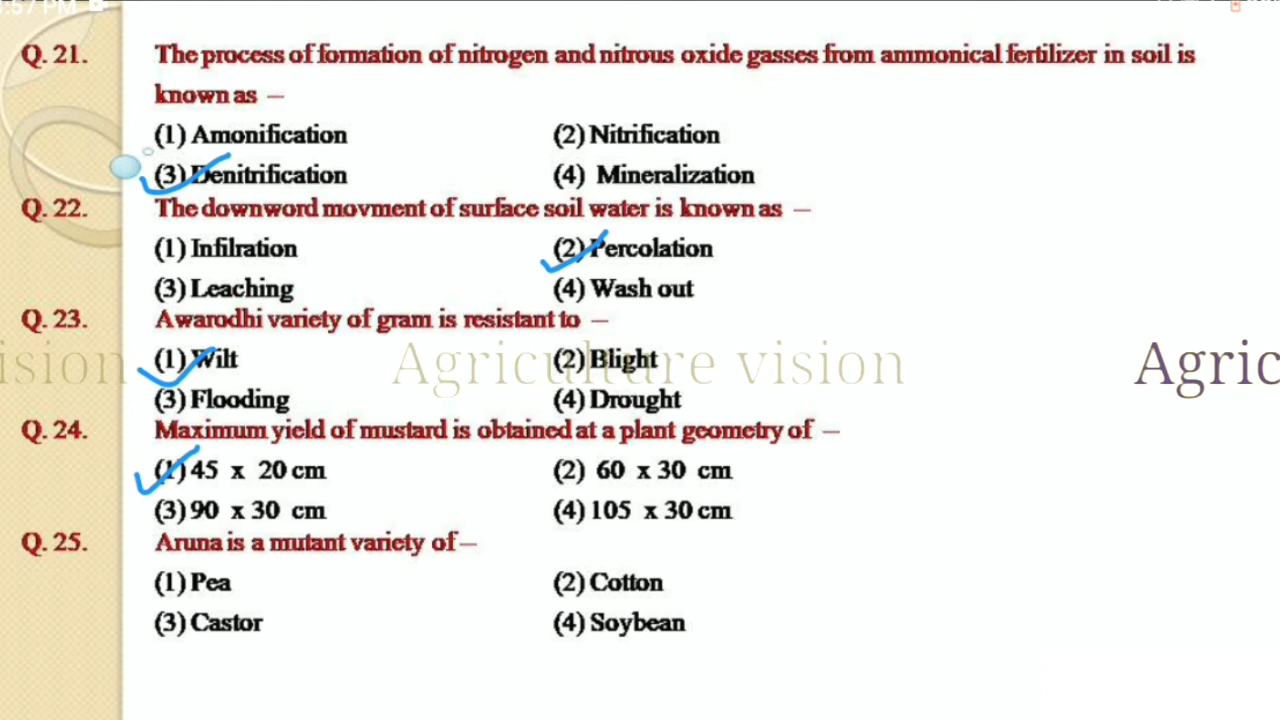 :57 PM
Q. 21. The process of formation of nitrogen and nitrous oxide gasses from ammonical fertilizer in soil is
known as –
(1) Amonification (2) Nitrification
(3) Denitrification (4) Mineralization
Q. 22. The downword movment of surface soil water is known as –
(1) Infilration (2) Percolation
(3) Leaching (4) Wash out
Q. 23. Awarodhi variety of gram is resistant to –
(1) Wilt (2) Blight
ision Agriculture vision Agric
(3) Flooding (4) Drought
Q. 24. Maximum yield of mustard is obtained at a plant geometry of –
(1) 45 x 20 cm (2) 60 x 30 cm
(3) 90 x 30 cm (4) 105 x 30 cm
Q. 25. Aruna is a mutant variety of –
(1) Pea (2) Cotton
(3) Castor (4) Soybean